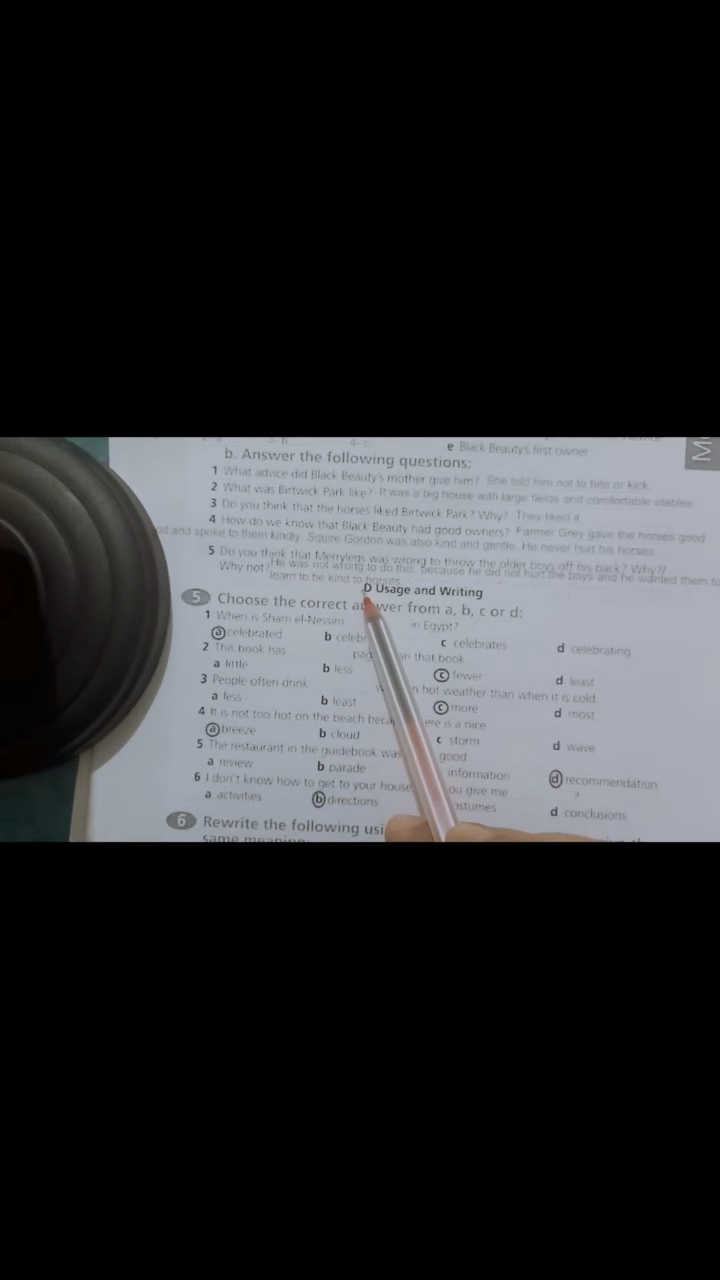 e Black Beauty's first owner
b. Answer the following questions:
1 What advice did Black Beauty's mother give him? She told him not to bite or kick.
2 What was Birtwick Park like? It was a big house with large fields and comfortable stables.
3 Do you think that the horses liked Birtwick Park? Why? They liked it
4 How do we know that Black Beauty had good owners? Farmer Grey gave the horses good
and spoke to them kindly. Squire Gordon was also kind and gentle. He never hurt his horses.
5 Do you think that Merrylegs was wrong to throw the older boys off his back? Why?/
Why not? He was not wrong to do this, because he did not hurt the boys and he wanted them to
learn to be kind to horses.
D Usage and Writing
5 Choose the correct answer from a, b, c or d:
1 When is Sham el-Nessim in Egypt?
a celebrated b celebr c celebrates d celebrating
2 This book has pag an that book
a little b less c fewer d least
3 People often drink n hot weather than when it is cold.
a less b least c more d most
4 It is not too hot on the beach beca ere is a nice
a breeze b cloud c storm d wave
5 The restaurant in the guidebook was good
a review b parade information d recommendation
6 I don't know how to get to your house ou give me ?
a activities b directions ostumes d conclusions
6 Rewrite the following usi
same meaning: